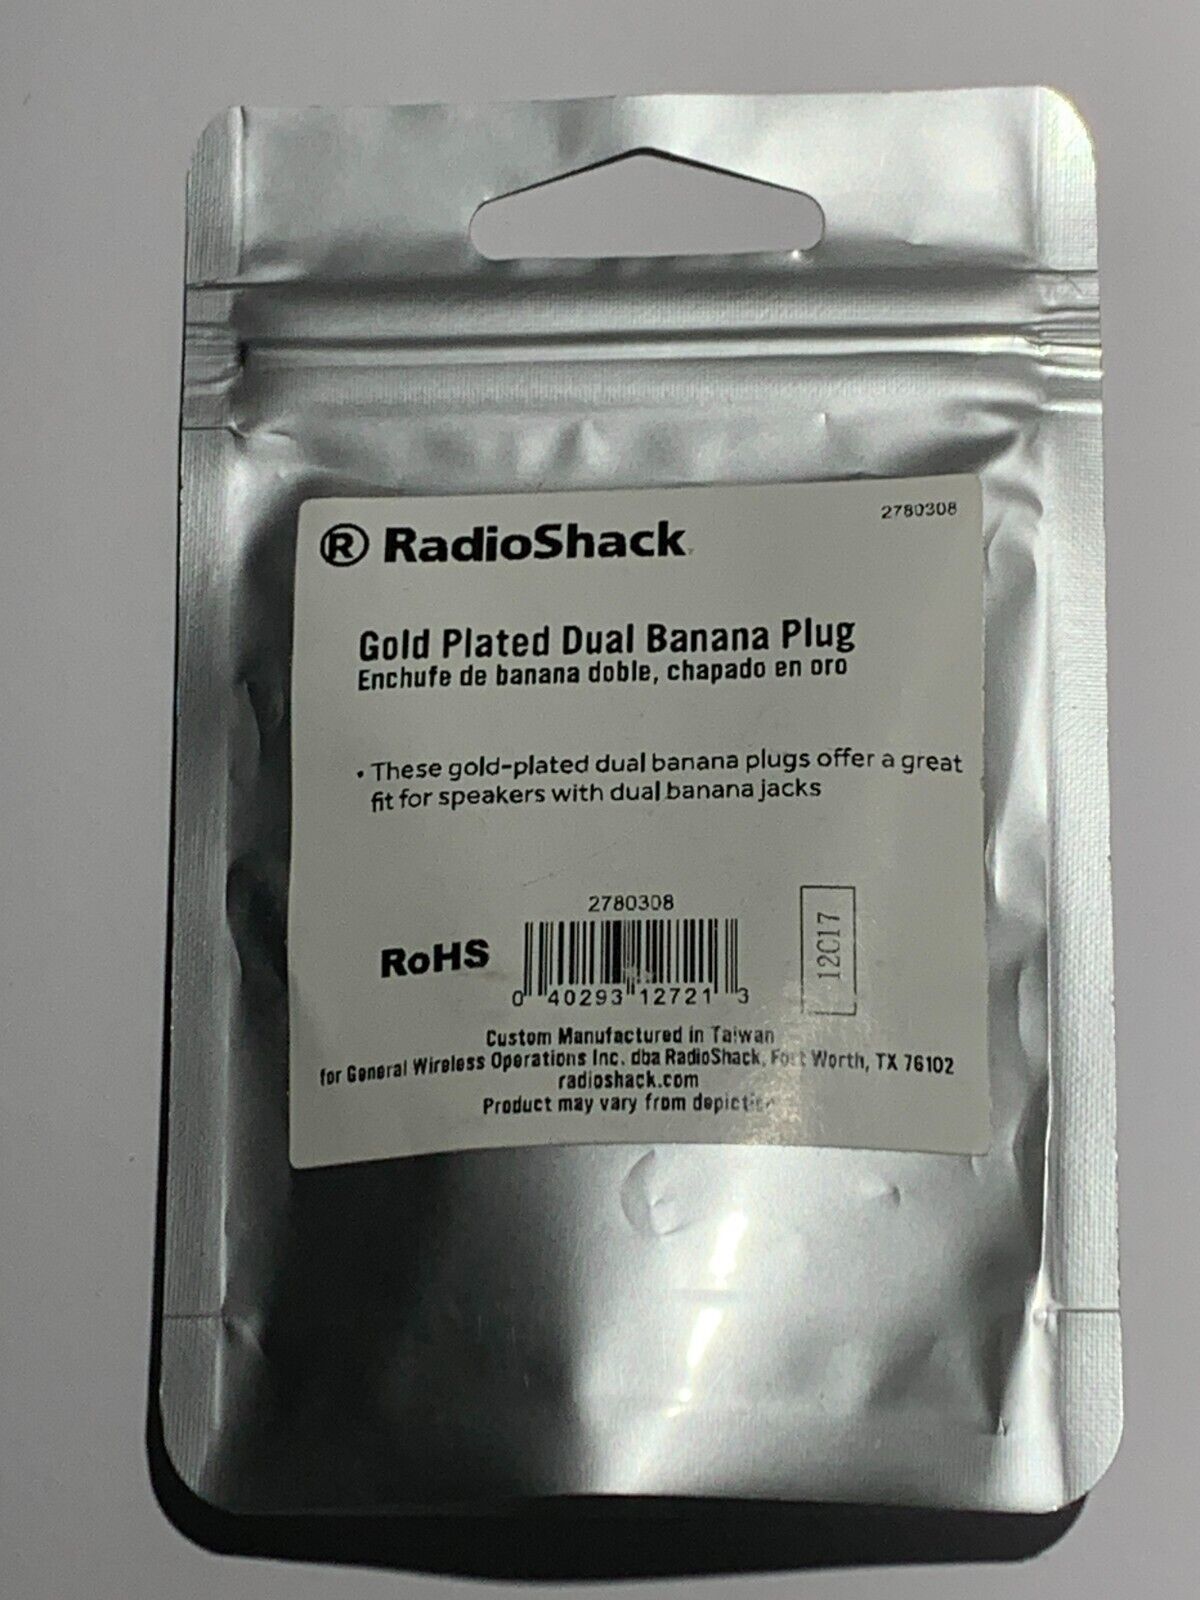 2780308
® RadioShack
Gold Plated Dual Banana Plug
Enchufe de banana doble, chapado en oro
• These gold-plated dual banana plugs offer a great
fit for speakers with dual banana jacks
2780308
RoHS
0 40293 12721 3
12C17
Custom Manufactured in Taiwan
for General Wireless Operations Inc. dba RadioShack, Fort Worth, TX 76102
radioshack.com
Product may vary from